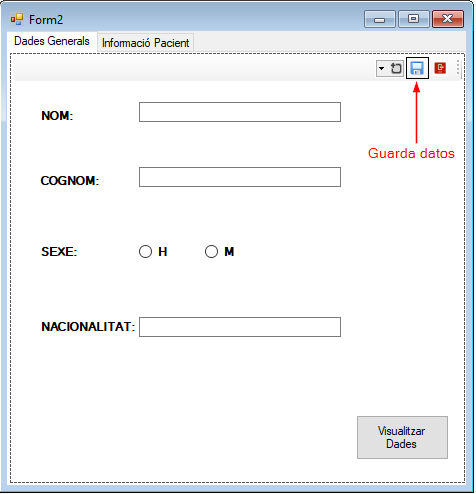 Form2
Dades Generals
Informació Pacient
Guarda datos
NOM:
COGNOM:
SEXE:
H
M
NACIONALITAT:
Visualitzar
Dades